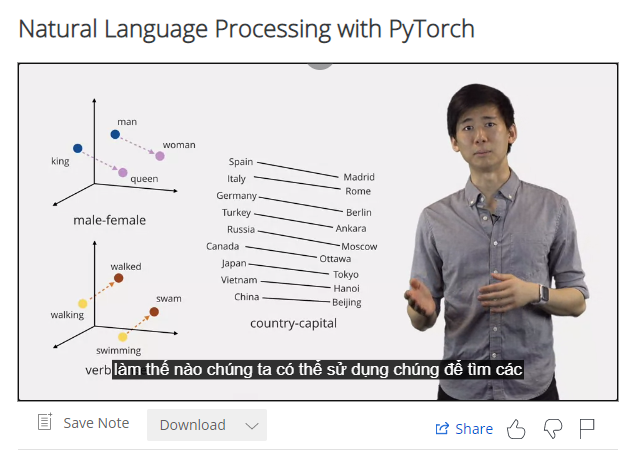 Natural Language Processing with PyTorch
man
woman
king
queen
male-female
walked
swam
walking
swimming
verb
Spain Madrid
Italy Rome
Germany Berlin
Turkey Ankara
Russia Moscow
Canada Ottawa
Japan Tokyo
Vietnam Hanoi
China Beijing
country-capital
làm thế nào chúng ta có thể sử dụng chúng để tìm các
Save Note
Download
Share